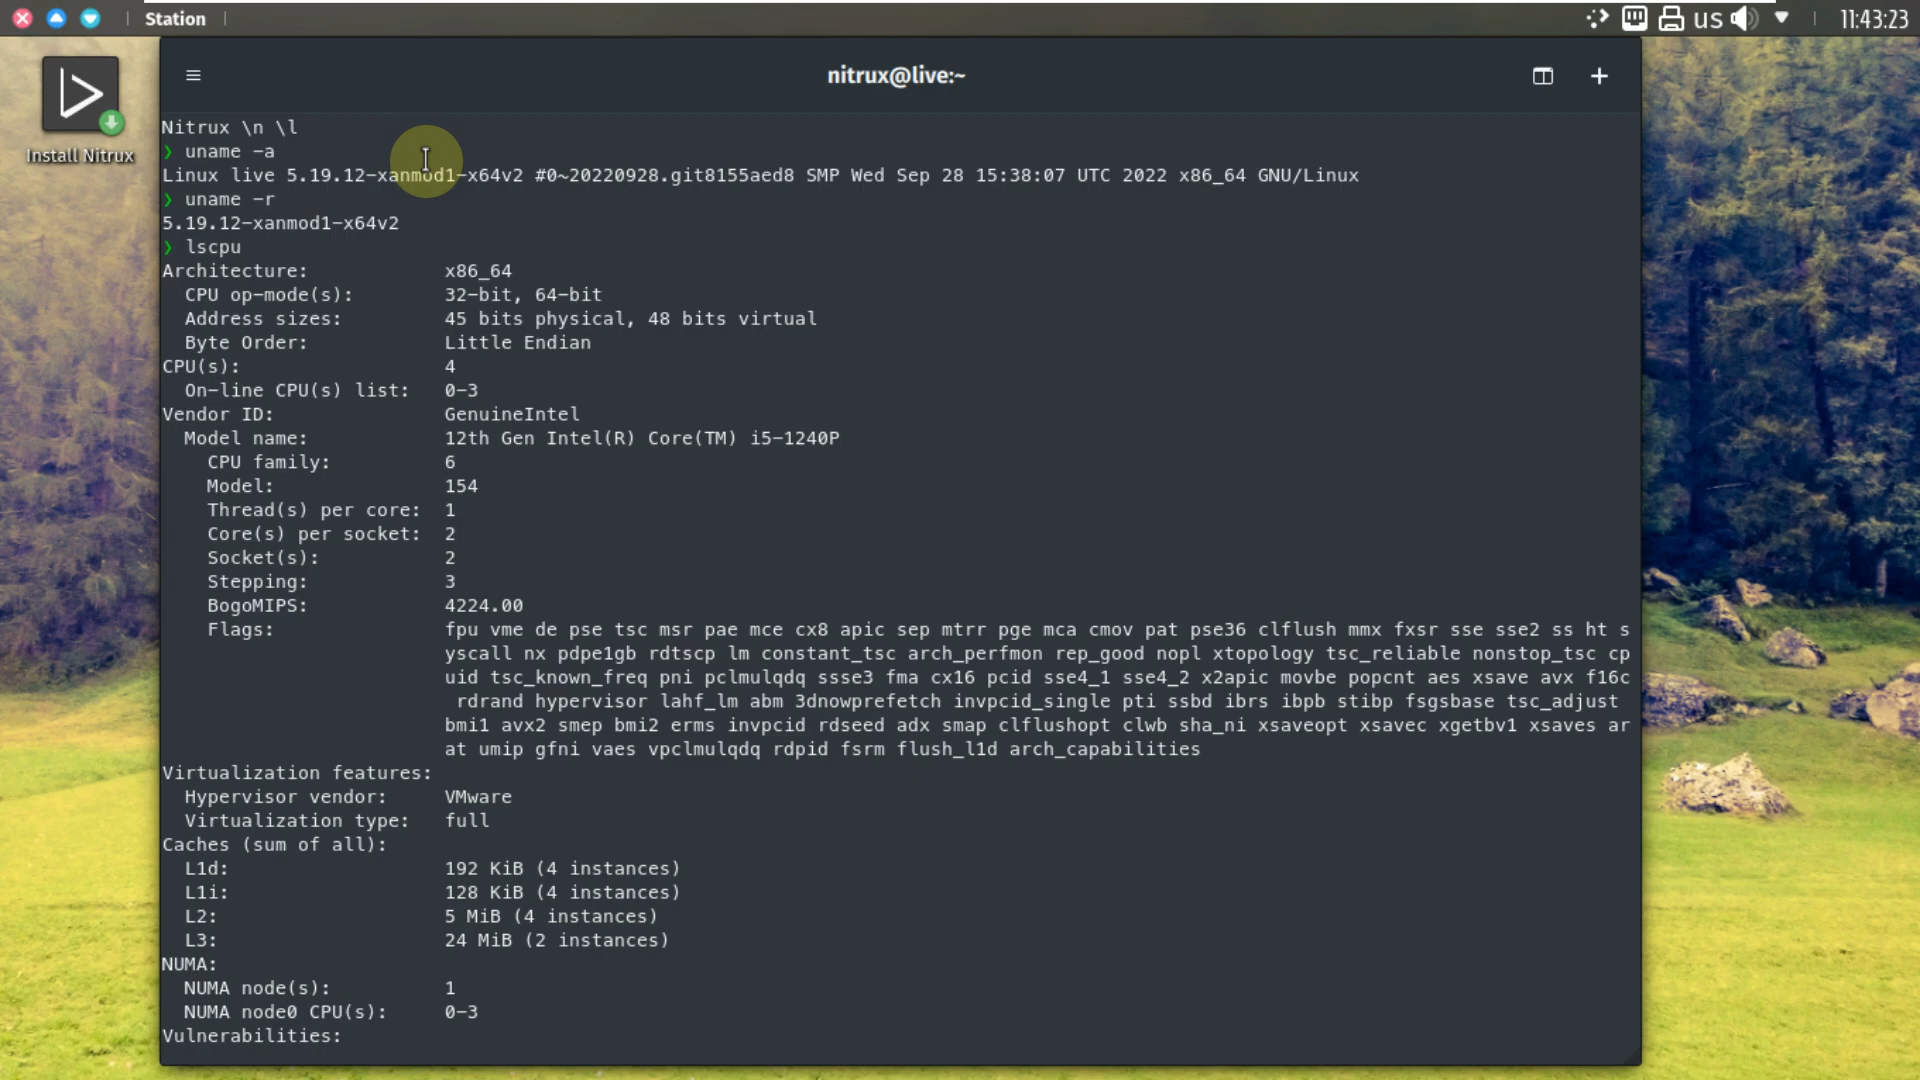 Station
us
11:43:23
Install Nitrux
nitrux@live:~
Nitrux \n \l
❯ uname -a
Linux live 5.19.12-xanmod1-x64v2 #0~20220928.git8155aed8 SMP Wed Sep 28 15:38:07 UTC 2022 x86_64 GNU/Linux
❯ uname -r
5.19.12-xanmod1-x64v2
❯ lscpu
Architecture: x86_64
CPU op-mode(s): 32-bit, 64-bit
Address sizes: 45 bits physical, 48 bits virtual
Byte Order: Little Endian
CPU(s): 4
On-line CPU(s) list: 0-3
Vendor ID: GenuineIntel
Model name: 12th Gen Intel(R) Core(TM) i5-1240P
CPU family: 6
Model: 154
Thread(s) per core: 1
Core(s) per socket: 2
Socket(s): 2
Stepping: 3
BogoMIPS: 4224.00
Flags: fpu vme de pse tsc msr pae mce cx8 apic sep mtrr pge mca cmov pat pse36 clflush mmx fxsr sse sse2 ss ht s
yscall nx pdpe1gb rdtscp lm constant_tsc arch_perfmon rep_good nopl xtopology tsc_reliable nonstop_tsc cp
uid tsc_known_freq pni pclmulqdq ssse3 fma cx16 pcid sse4_1 sse4_2 x2apic movbe popcnt aes xsave avx f16c
rdrand hypervisor lahf_lm abm 3dnowprefetch invpcid_single pti ssbd ibrs ibpb stibp fsgsbase tsc_adjust
bmi1 avx2 smep bmi2 erms invpcid rdseed adx smap clflushopt clwb sha_ni xsaveopt xsavec xgetbv1 xsaves ar
at umip gfni vaes vpclmulqdq rdpid fsrm flush_l1d arch_capabilities
Virtualization features:
Hypervisor vendor: VMware
Virtualization type: full
Caches (sum of all):
L1d: 192 KiB (4 instances)
L1i: 128 KiB (4 instances)
L2: 5 MiB (4 instances)
L3: 24 MiB (2 instances)
NUMA:
NUMA node(s): 1
NUMA node0 CPU(s): 0-3
Vulnerabilities: